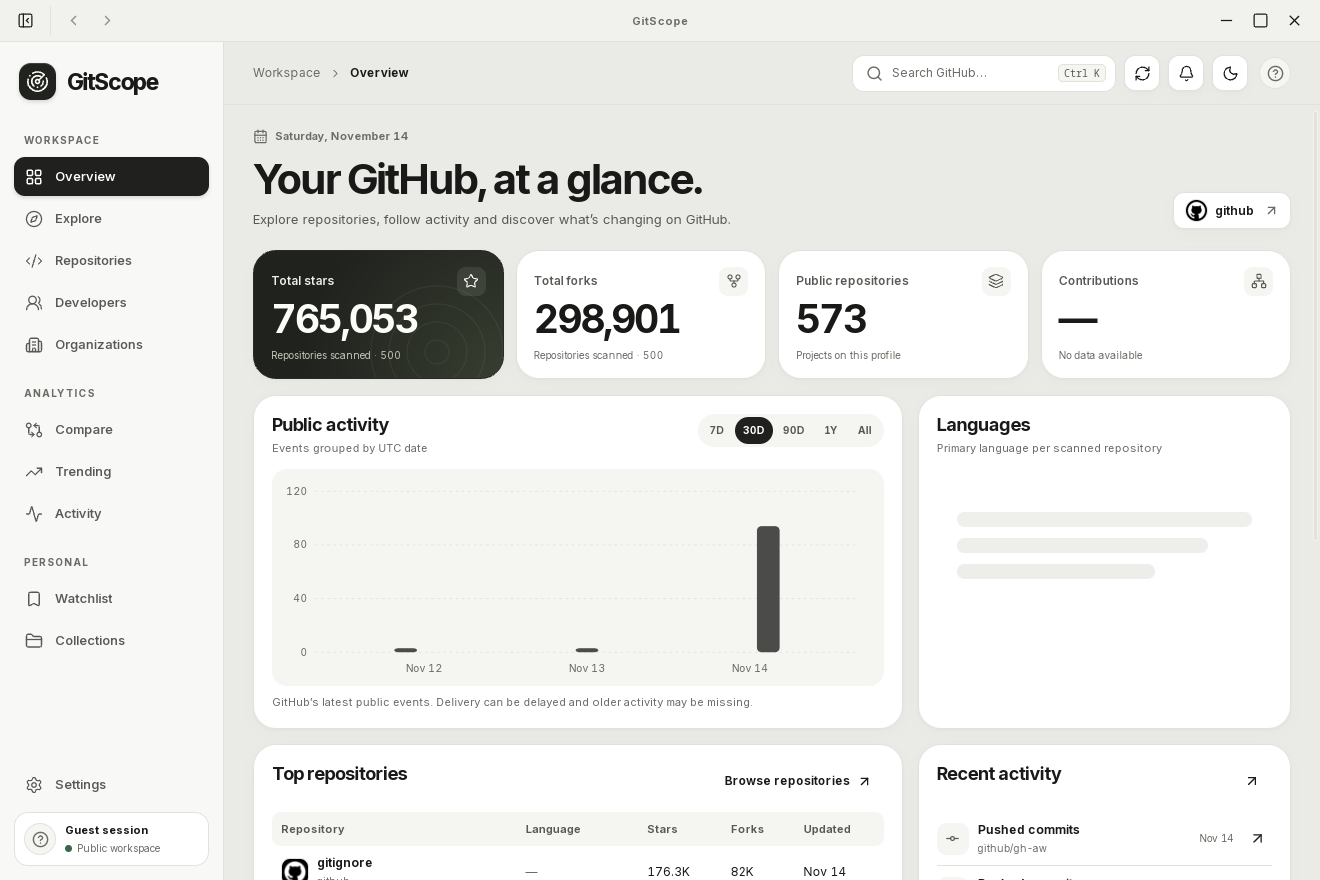 GitScope
GitScope
WORKSPACE
Overview
Explore
Repositories
Developers
Organizations
ANALYTICS
Compare
Trending
Activity
PERSONAL
Watchlist
Collections
Settings
Guest session
Public workspace
Workspace > Overview
Search GitHub...
Ctrl K
Saturday, November 14
Your GitHub, at a glance.
Explore repositories, follow activity and discover what's changing on GitHub.
github
Total stars
765,053
Repositories scanned · 500
Total forks
298,901
Repositories scanned · 500
Public repositories
573
Projects on this profile
Contributions
—
No data available
Public activity
Events grouped by UTC date
7D 30D 90D 1Y All
120
80
40
0
Nov 12 Nov 13 Nov 14
GitHub's latest public events. Delivery can be delayed and older activity may be missing.
Languages
Primary language per scanned repository
Top repositories
Browse repositories
Repository Language Stars Forks Updated
gitignore
— 176.3K 82K Nov 14
Recent activity
Pushed commits
github/gh-aw
Nov 14